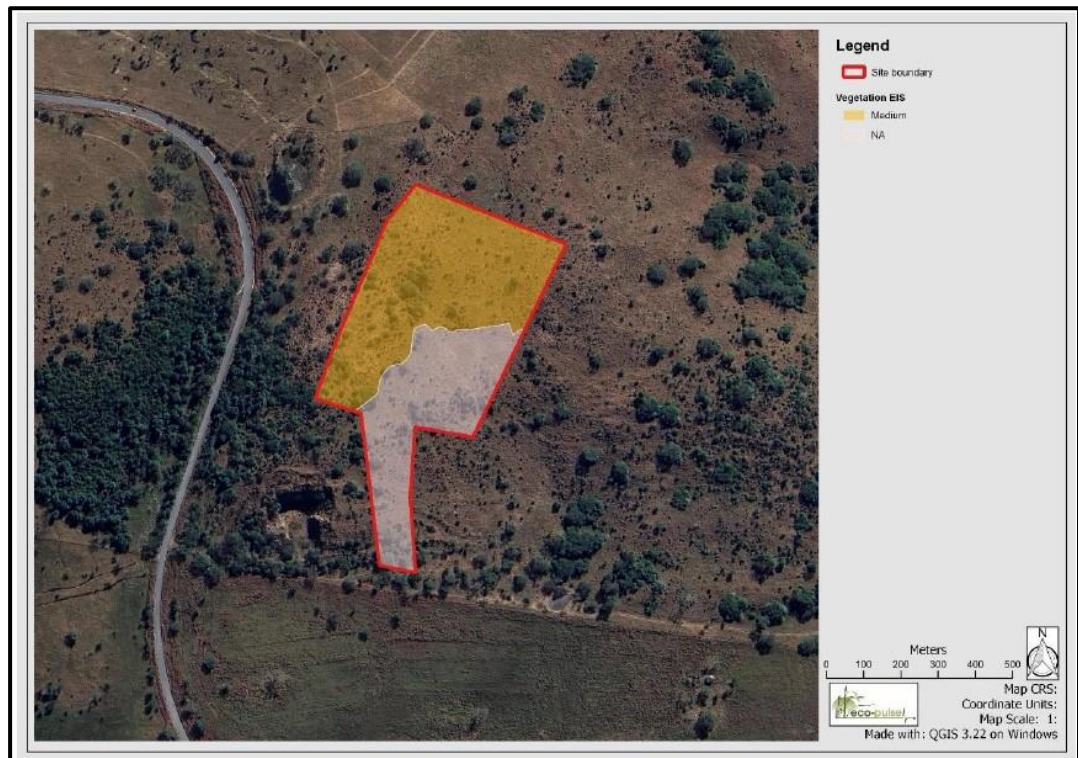 Legend
Site boundary
Vegetation EIS
Medium
NA
N
Meters
0 100 200 300 400 500
eco-pulse
Map CRS:
Coordinate Units:
Map Scale: 1:
Made with: QGIS 3.22 on Windows